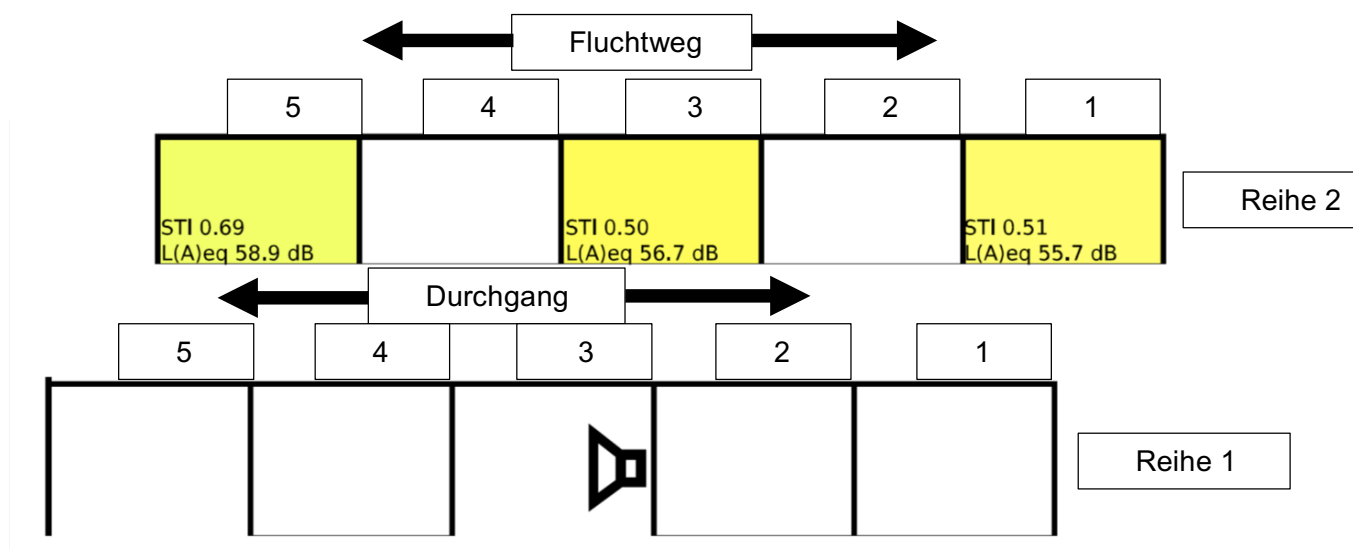 Fluchtweg
5
4
3
2
1
STI 0.69
L(A)eq 58.9 dB
STI 0.50
L(A)eq 56.7 dB
STI 0.51
L(A)eq 55.7 dB
Reihe 2
Durchgang
5
4
3
2
1
Reihe 1